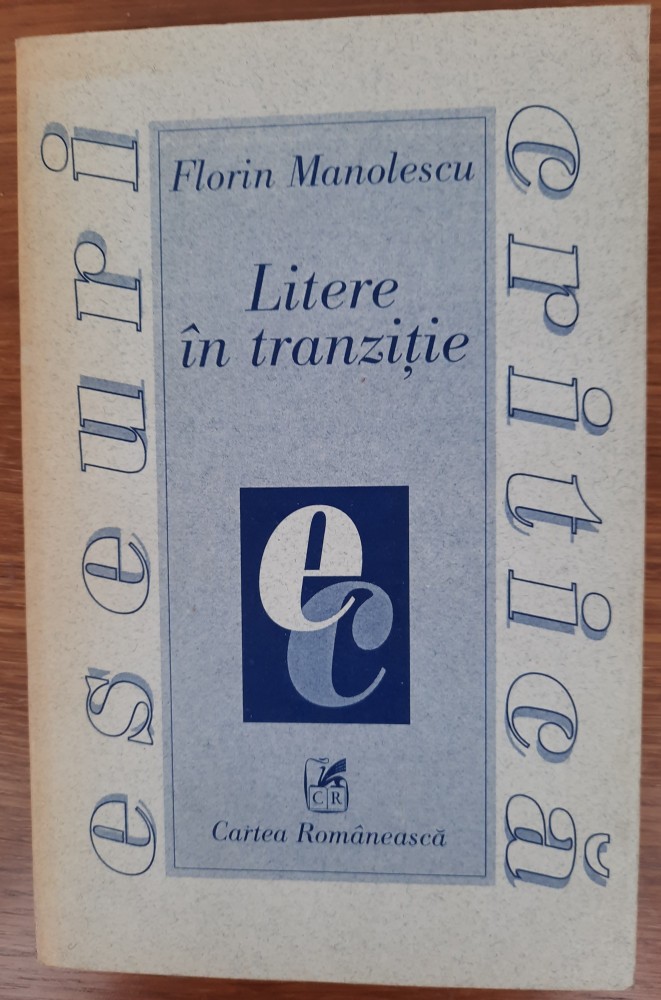 eseuri
Florin Manolescu
Litere
în tranziție
ec
CR
Cartea Românească
critică